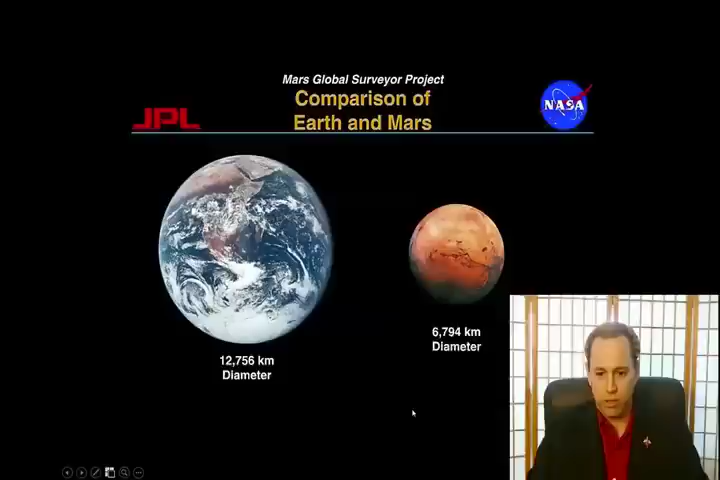 Mars Global Surveyor Project
Comparison of
Earth and Mars
JPL
NASA
12,756 km
Diameter
6,794 km
Diameter